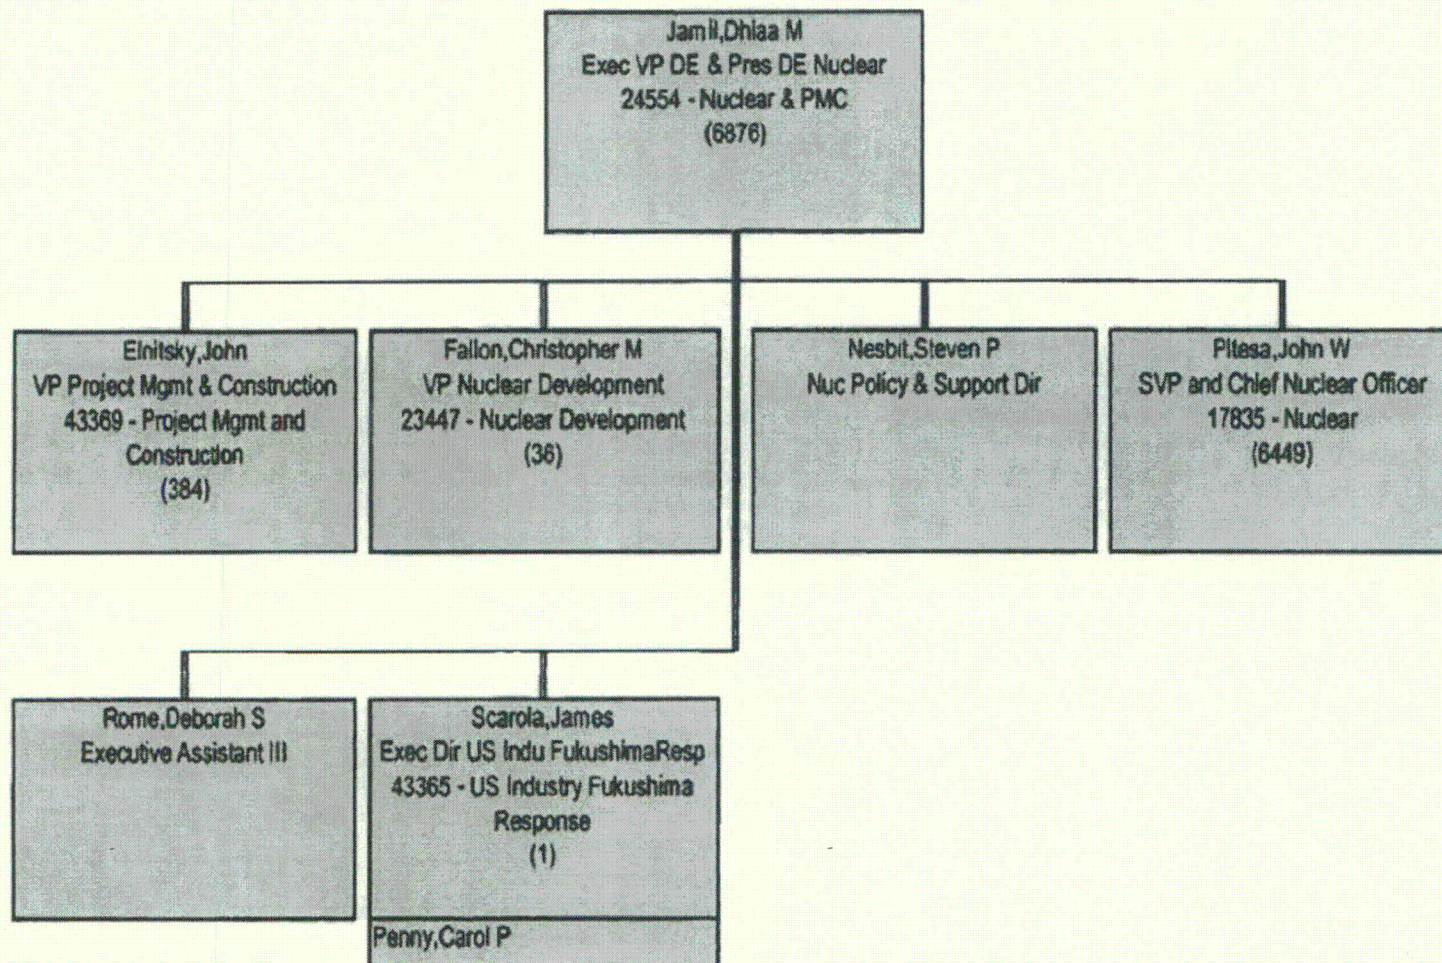 Jamil,Dhiaa M
Exec VP DE & Pres DE Nuclear
24554 - Nuclear & PMC
(6876)
Elnitsky,John
VP Project Mgmt & Construction
43369 - Project Mgmt and
Construction
(384)
Fallon,Christopher M
VP Nuclear Development
23447 - Nuclear Development
(36)
Nesbit,Steven P
Nuc Policy & Support Dir
Pitesa,John W
SVP and Chief Nuclear Officer
17835 - Nuclear
(6449)
Rome,Deborah S
Executive Assistant III
Scarola,James
Exec Dir US Indu FukushimaResp
43365 - US Industry Fukushima
Response
(1)
Penny,Carol P